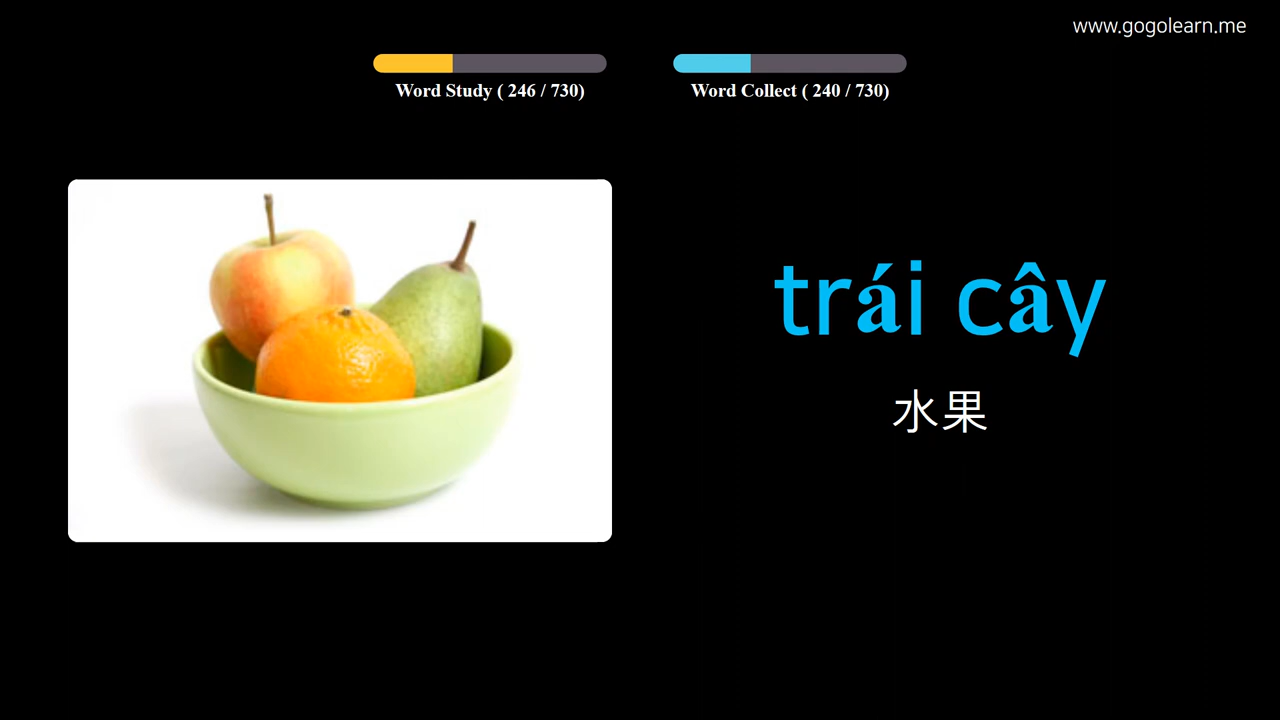 www.gogolearn.me
Word Study ( 246 / 730)
Word Collect ( 240 / 730)
trái cây
水果